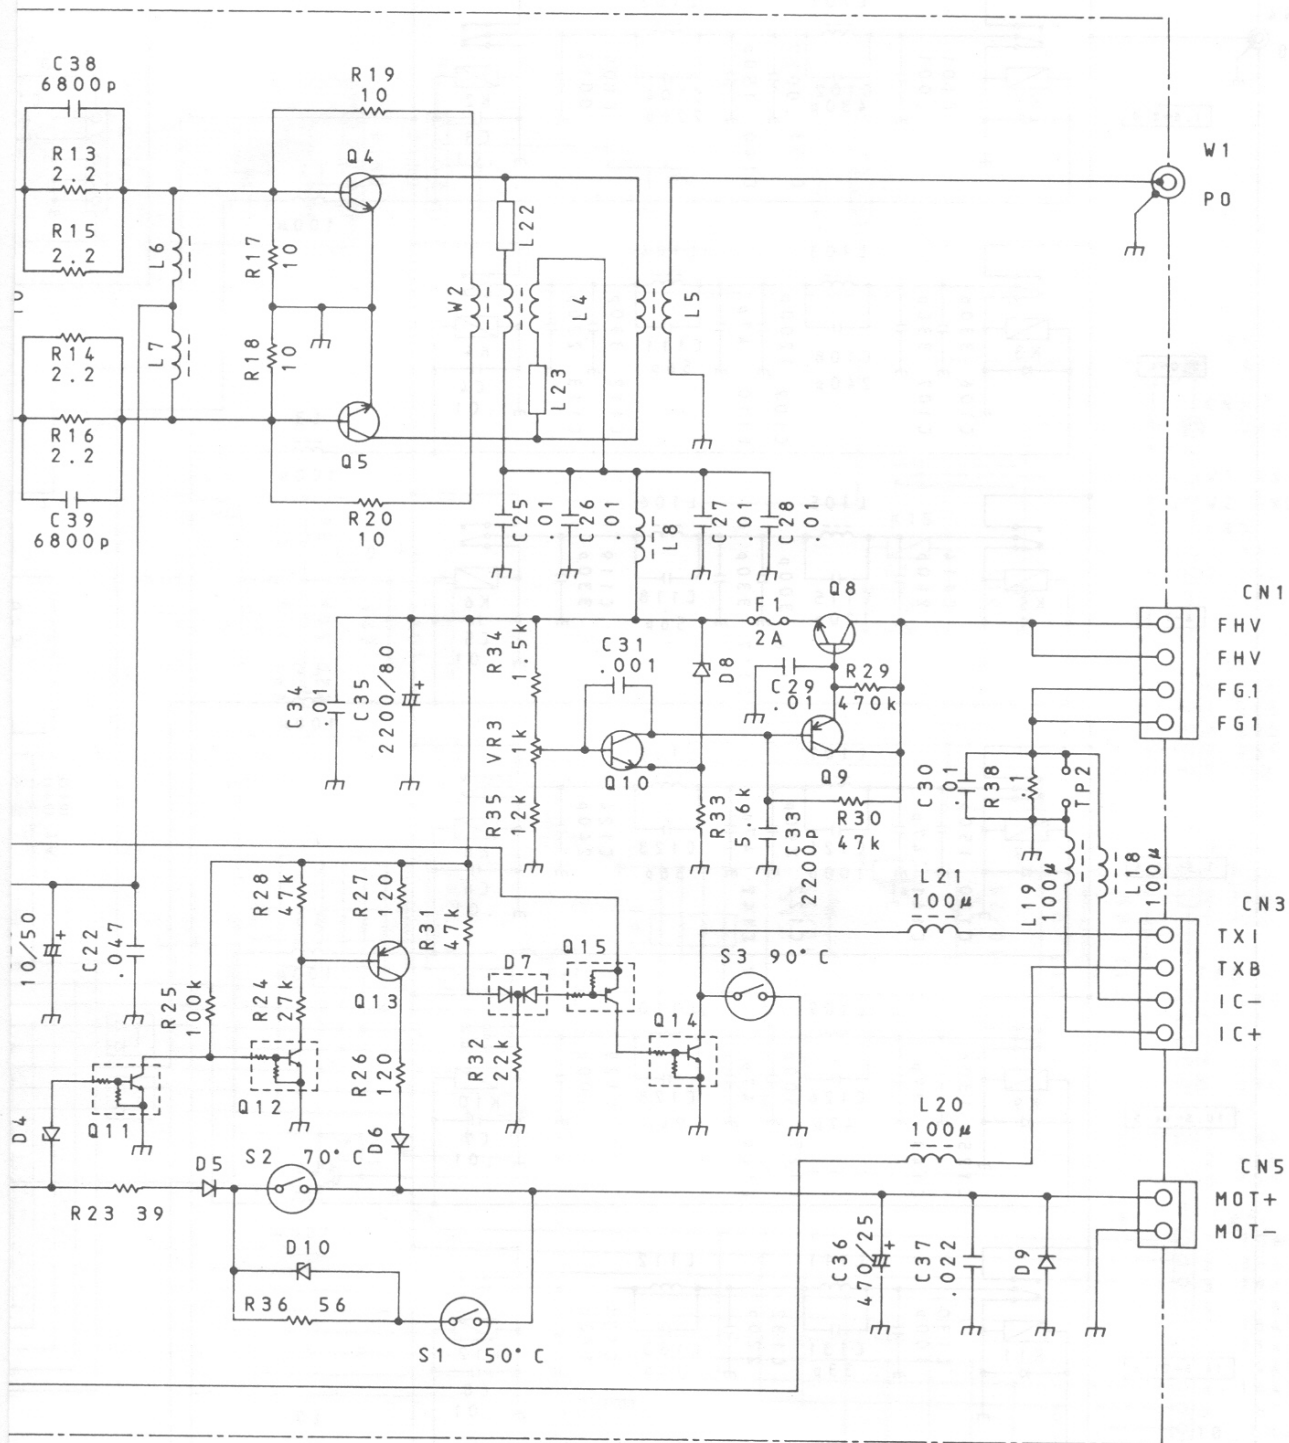 C38
6800p
R19
10
R13
2.2
Q4
W1
PO
R15
2.2
L6
R17
10
L22
W2
L4
L5
R14
2.2
L7
R18
10
L23
R16
2.2
Q5
C39
6800p
R20
10
C25
.01
C26
.01
L8
C27
.01
C28
.01
CN1
F1
2A
Q8
FHV
FHV
FG1
FG1
R34
1.5k
C31
.001
D8
C29
.01
R29
470k
C34
.01
C35
2200/80
+
VR3
1k
Q10
Q9
C30
.01
R38
.1
TP2
R35
12k
R33
5.6k
C33
2200p
R30
47k
L19
100μ
L18
100μ
L21
100μ
CN3
R28
47k
R27
120
R31
47k
TXI
TXB
IC-
IC+
10/50
+
C22
.047
S3 90°C
Q15
D7
Q13
R25
100k
R24
27k
Q14
R32
22k
R26
120
Q12
Q11
D4
D6
L20
100μ
S2 70°C
D5
CN5
R23 39
MOT+
MOT-
D10
C36
470/25
+
C37
.022
D9
R36 56
S1 50°C